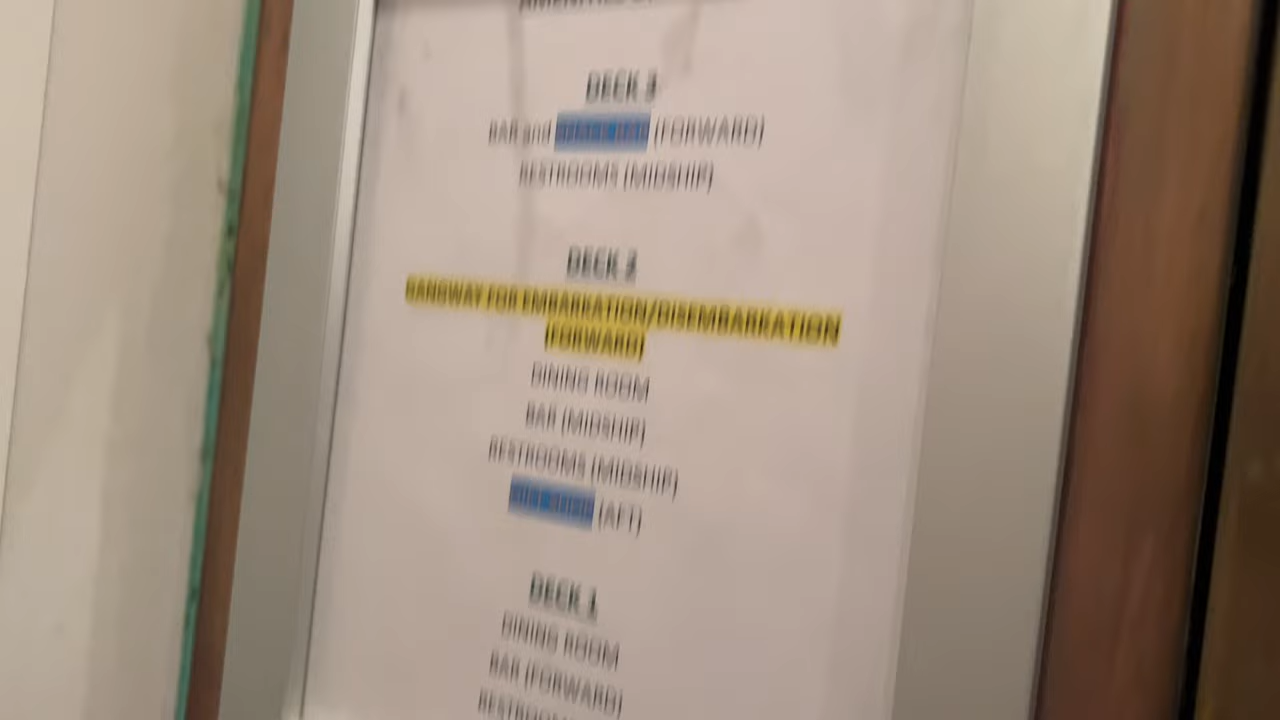 DECK 3
BAR and (FORWARD)
RESTROOMS (MIDSHIP)
DECK 2
GANGWAY FOR EMBARKATION/DISEMBARKATION
(FORWARD)
DINING ROOM
BAR (MIDSHIP)
RESTROOMS (MIDSHIP)
(AFT)
DECK 1
DINING ROOM
BAR (FORWARD)